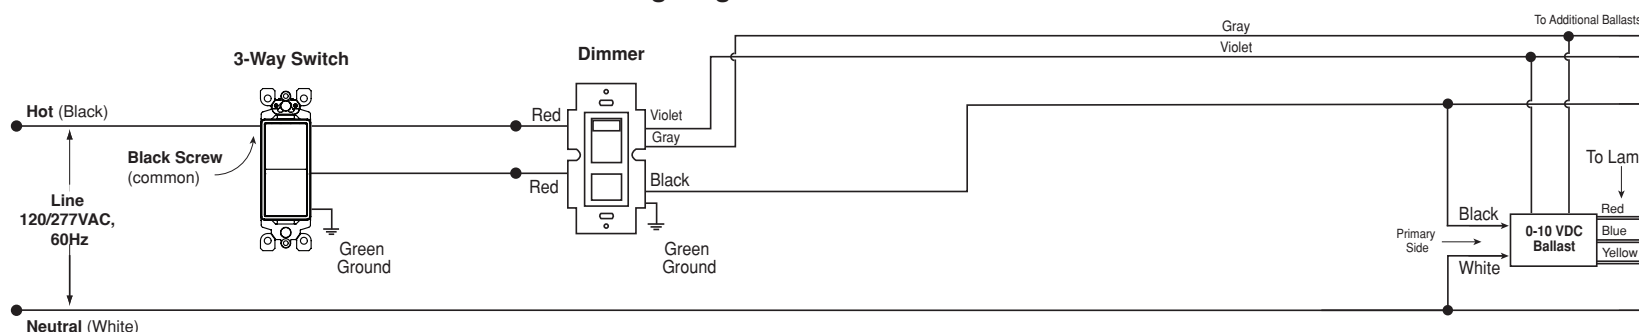 To Additional Ballasts
Gray
Violet
3-Way Switch
Dimmer
Hot (Black)
Red
Violet
Gray
Black Screw
(common)
Red
Black
Line
120/277VAC,
60Hz
Green
Ground
Green
Ground
To Lam
Black
Primary
Side
White
0-10 VDC
Ballast
Red
Blue
Yellow
Neutral (White)